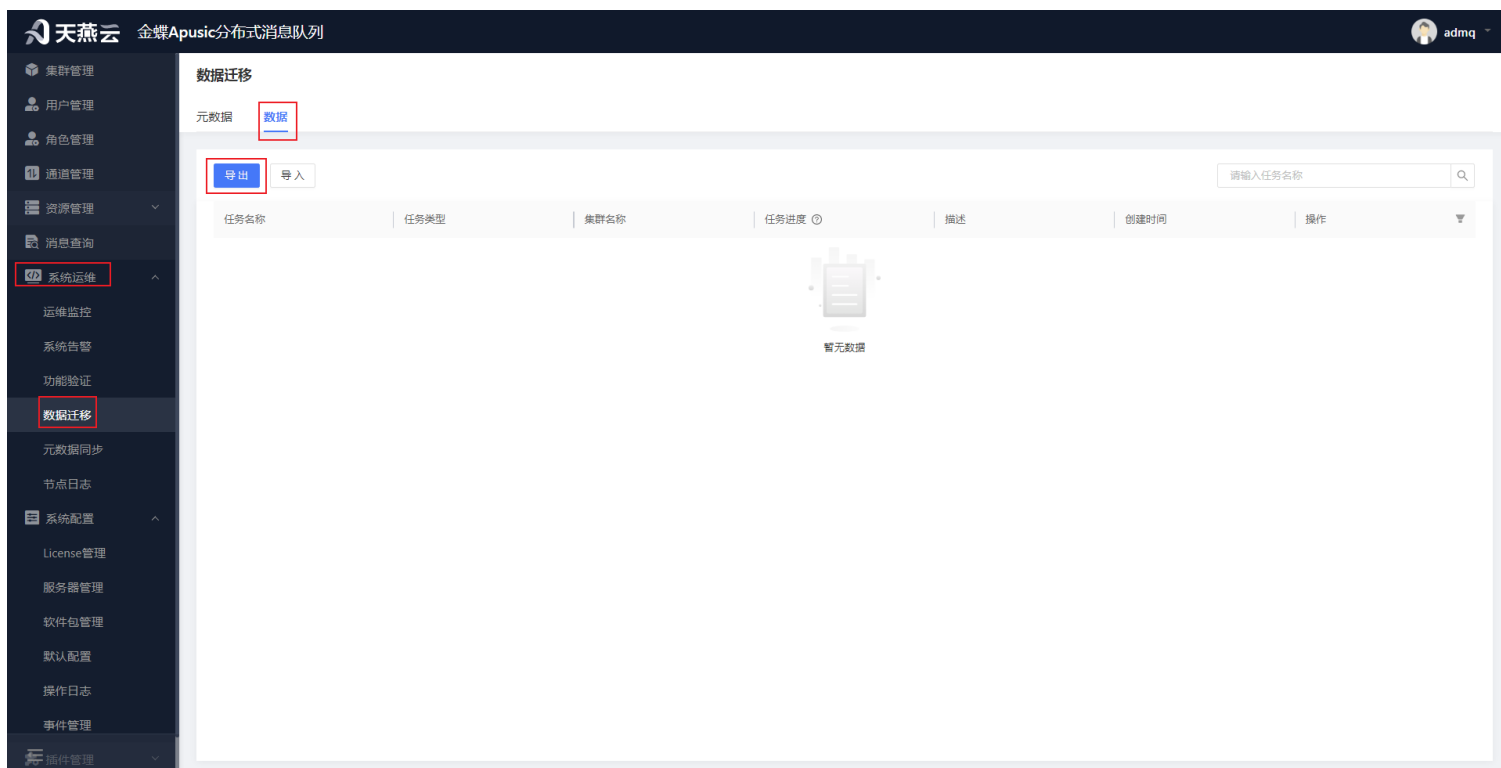 天燕云 金蝶Apusic分布式消息队列
admq
集群管理
用户管理
角色管理
通道管理
资源管理
消息查询
系统运维
运维监控
系统告警
功能验证
数据迁移
元数据同步
节点日志
系统配置
License管理
服务器管理
软件包管理
默认配置
操作日志
事件管理
插件管理
数据迁移
元数据 数据
导出 导入
请输入任务名称
任务名称 任务类型 集群名称 任务进度 描述 创建时间 操作
暂无数据